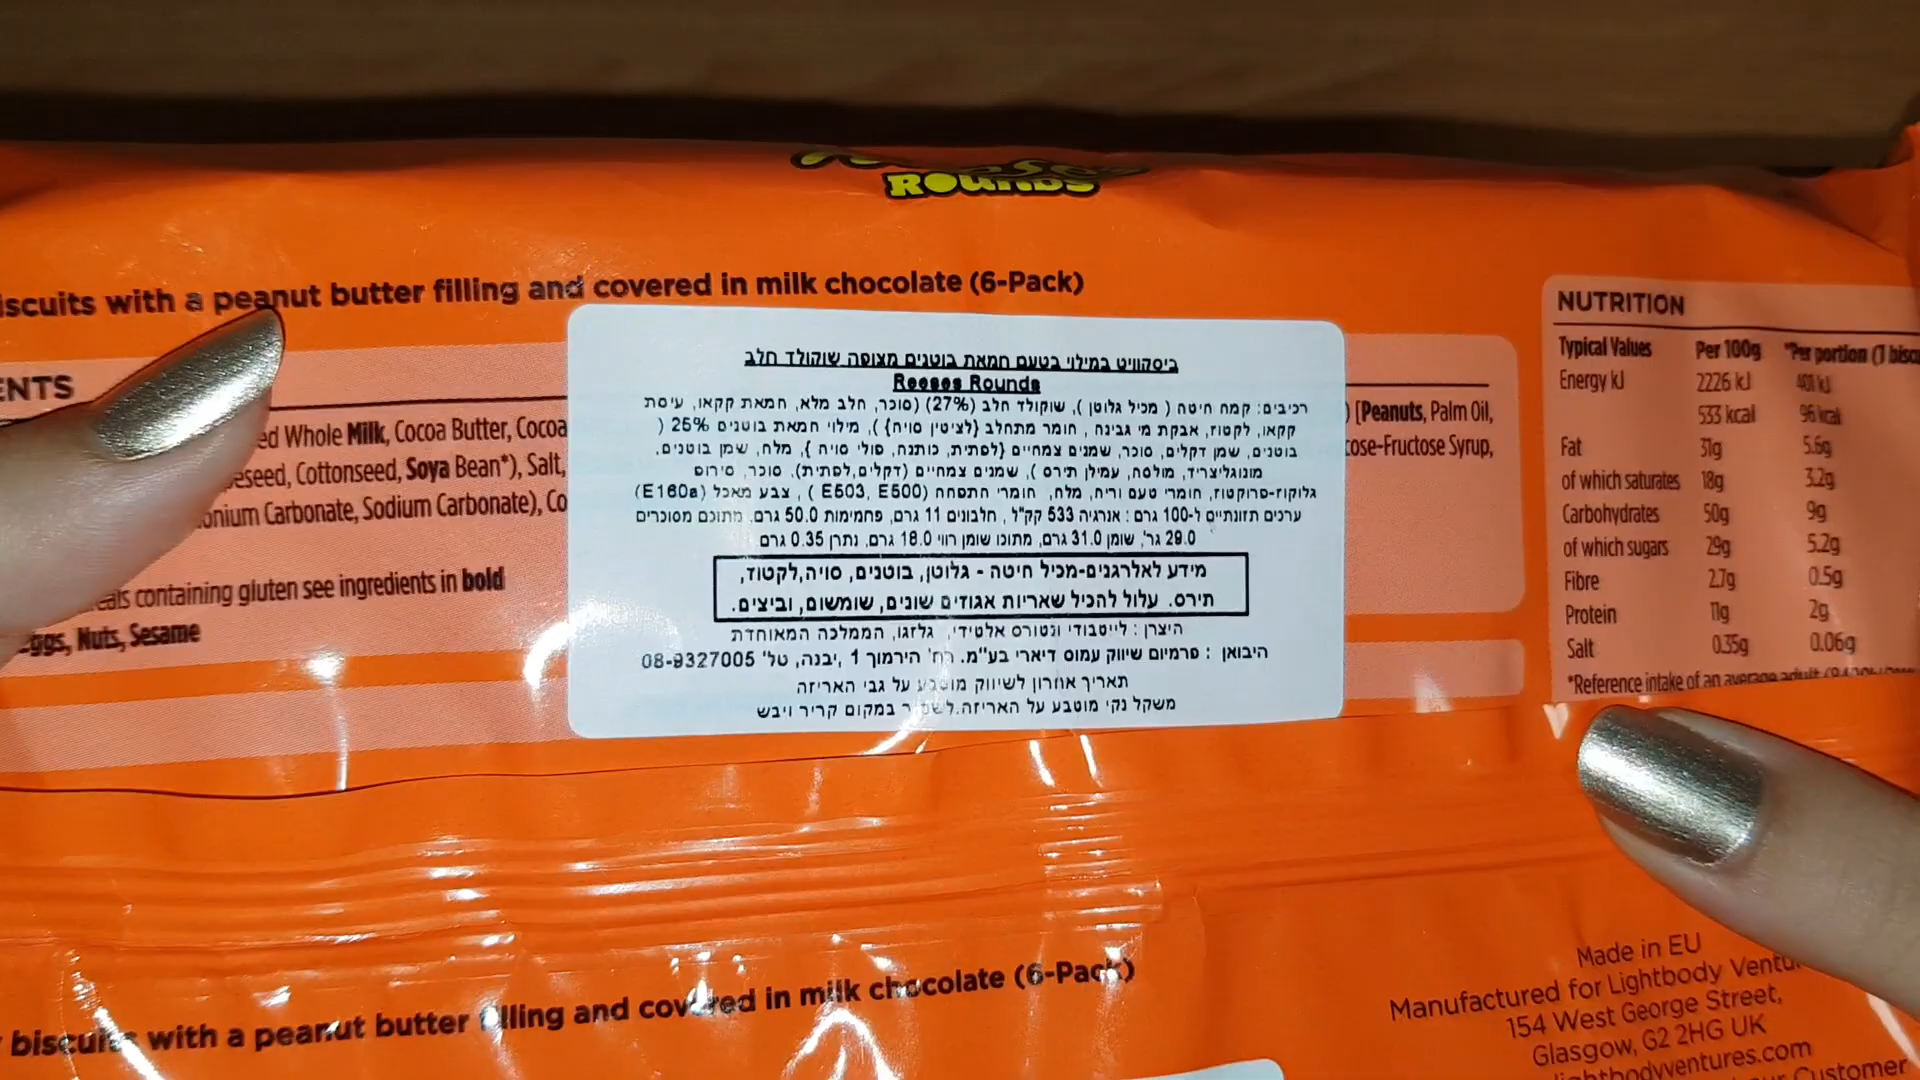 Reese's
ROUNDS
iscuits with a peanut butter filling and covered in milk chocolate (6-Pack)
ENTS
ed Whole Milk, Cocoa Butter, Cocoa
eseed, Cottonseed, Soya Bean*), Salt,
onium Carbonate, Sodium Carbonate), Co
containing gluten see ingredients in bold
Eggs, Nuts, Sesame
ביסקוויט במילוי בטעם חמאת בוטנים מצופה שוקולד חלב
Reeses Rounds
רכיבים: קמח חיטה ( מכיל גלוטן ), שוקולד חלב (27%) (סוכר, חלב מלא, חמאת קקאו, עיסת
קקאו, לקטוז, אבקת מי גבינה , חומר מתחלב {לציטין סויה} ), מילוי חמאת בוטנים 25% (
בוטנים, שמן דקלים, סוכר, שמנים צמחיים {לפתית, כותנה, פולי סויה }, מלח, שמן בוטנים,
מונוגליצריד, מולסה, עמילן תירס ), שמנים צמחיים (דקלים,לפתית), סוכר, סירופ
גלוקוז-פרוקטוז, חומרי טעם וריח, מלח, חומרי התפחה (E503, E500 ) , צבע מאכל (E160a)
ערכים תזונתיים ל-100 גרם : אנרגיה 533 קק"ל , חלבונים 11 גרם, פחמימות 50.0 גרם, מתוכם מסוכרים
29.0 גר', שומן 31.0 גרם, מתוכו שומן רווי 18.0 גרם, נתרן 0.35 גרם
מידע לאלרגנים-מכיל חיטה - גלוטן, בוטנים, סויה,לקטוז,
תירס. עלול להכיל שאריות אגוזים שונים, שומשום, וביצים.
היצרן : לייטבודי ונטורס אלטידי, גלזגו, הממלכה המאוחדת
היבואן : פרמיום שיווק עמוס דיארי בע"מ. רח' הירמוך 1 ,יבנה, טל' 08-9327005
תאריך אחרון לשיווק מוטבע על גבי האריזה
משקל נקי מוטבע על האריזה.לשמור במקום קריר ויבש
) [Peanuts, Palm Oil,
cose-Fructose Syrup,
NUTRITION
Typical Values Per 100g *Per portion (1 bisc
Energy kJ 2226 kJ 401 kJ
533 kcal 96 kcal
Fat 31g 5.6g
of which saturates 18g 3.2g
Carbohydrates 50g 9g
of which sugars 29g 5.2g
Fibre 2.7g 0.5g
Protein 11g 2g
Salt 0.35g 0.06g
*Reference intake of an average adult
biscuits with a peanut butter filling and covered in milk chocolate (6-Pack)
Made in EU
Manufactured for Lightbody Ventu
154 West George Street,
Glasgow, G2 2HG UK
lightbodyventures.com
Customer